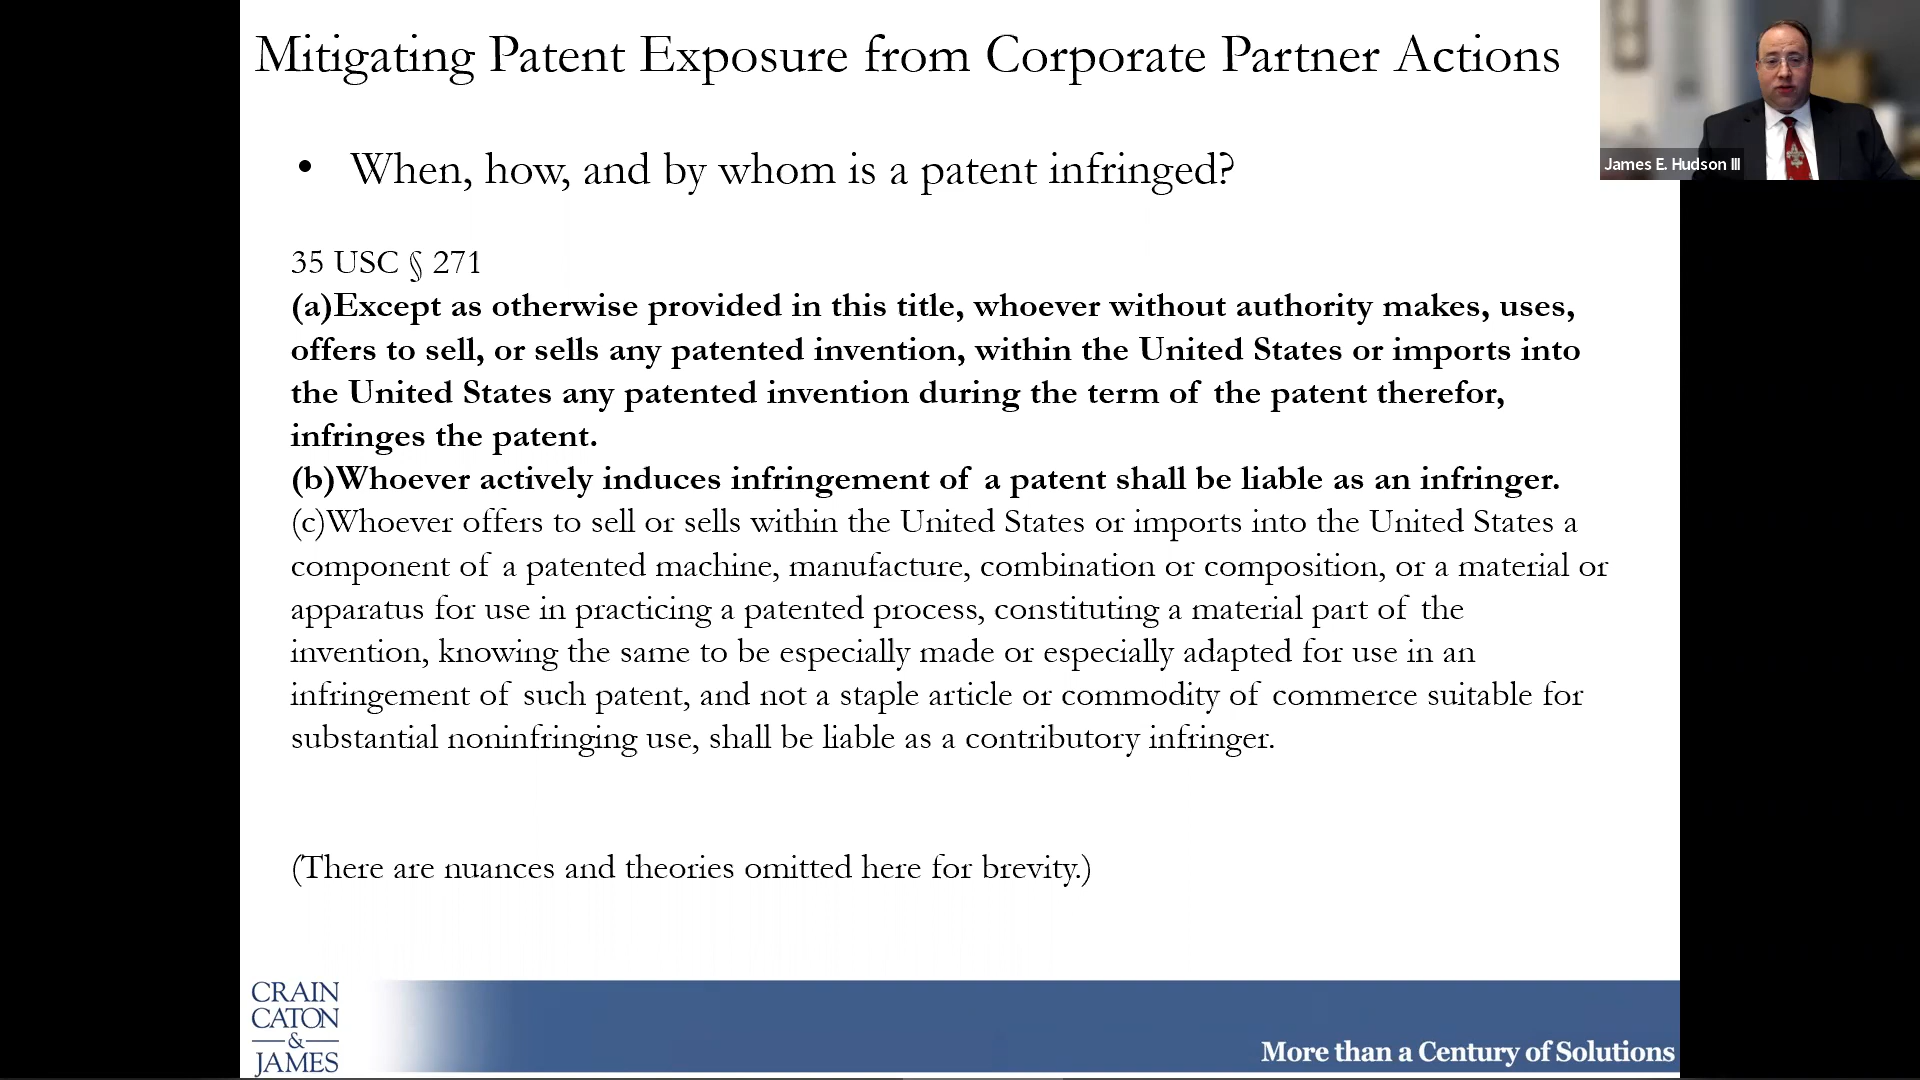 Mitigating Patent Exposure from Corporate Partner Actions
James E. Hudson III
• When, how, and by whom is a patent infringed?
35 USC § 271
(a)Except as otherwise provided in this title, whoever without authority makes, uses,
offers to sell, or sells any patented invention, within the United States or imports into
the United States any patented invention during the term of the patent therefor,
infringes the patent.
(b)Whoever actively induces infringement of a patent shall be liable as an infringer.
(c)Whoever offers to sell or sells within the United States or imports into the United States a
component of a patented machine, manufacture, combination or composition, or a material or
apparatus for use in practicing a patented process, constituting a material part of the
invention, knowing the same to be especially made or especially adapted for use in an
infringement of such patent, and not a staple article or commodity of commerce suitable for
substantial noninfringing use, shall be liable as a contributory infringer.
(There are nuances and theories omitted here for brevity.)
CRAIN
CATON
&
JAMES
More than a Century of Solutions